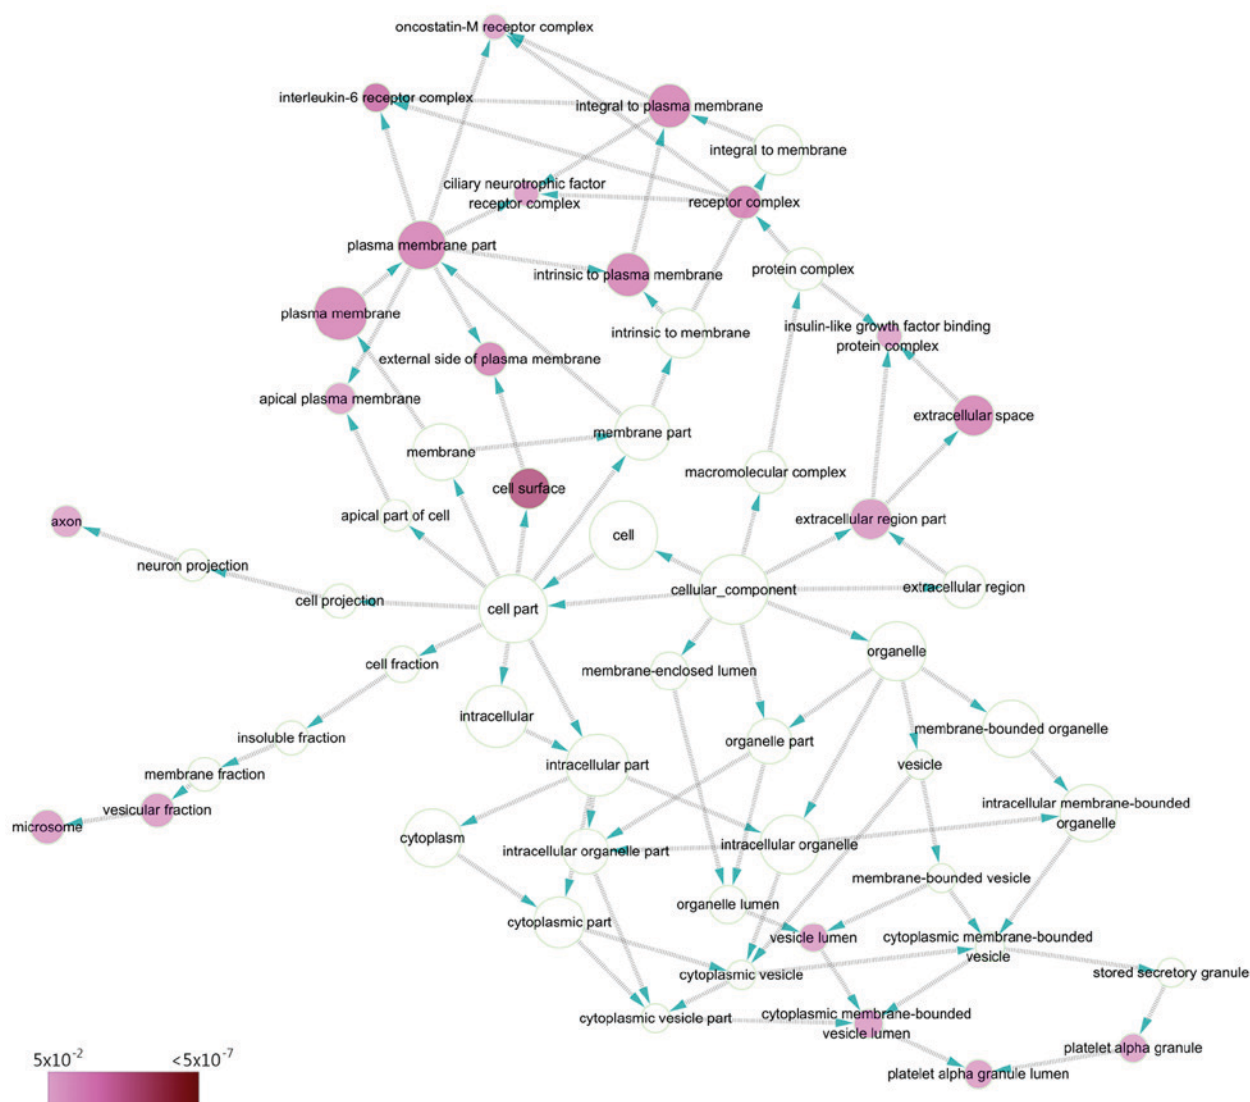 oncostatin-M receptor complex
interleukin-6 receptor complex
integral to plasma membrane
integral to membrane
ciliary neurotrophic factor
receptor complex
receptor complex
plasma membrane part
intrinsic to plasma membrane
protein complex
plasma membrane
intrinsic to membrane
insulin-like growth factor binding
protein complex
external side of plasma membrane
apical plasma membrane
extracellular space
membrane
membrane part
macromolecular complex
cell surface
axon
apical part of cell
extracellular region part
cell
neuron projection
cell projection
cell part
cellular_component
extracellular region
cell fraction
membrane-enclosed lumen
organelle
intracellular
insoluble fraction
organelle part
membrane-bounded organelle
membrane fraction
intracellular part
vesicle
vesicular fraction
intracellular membrane-bounded
organelle
microsome
cytoplasm
intracellular organelle part
intracellular organelle
membrane-bounded vesicle
organelle lumen
cytoplasmic part
vesicle lumen
cytoplasmic membrane-bounded
vesicle
cytoplasmic vesicle
stored secretory granule
cytoplasmic vesicle part
cytoplasmic membrane-bounded
vesicle lumen
platelet alpha granule
platelet alpha granule lumen
5x10⁻² <5x10⁻⁷